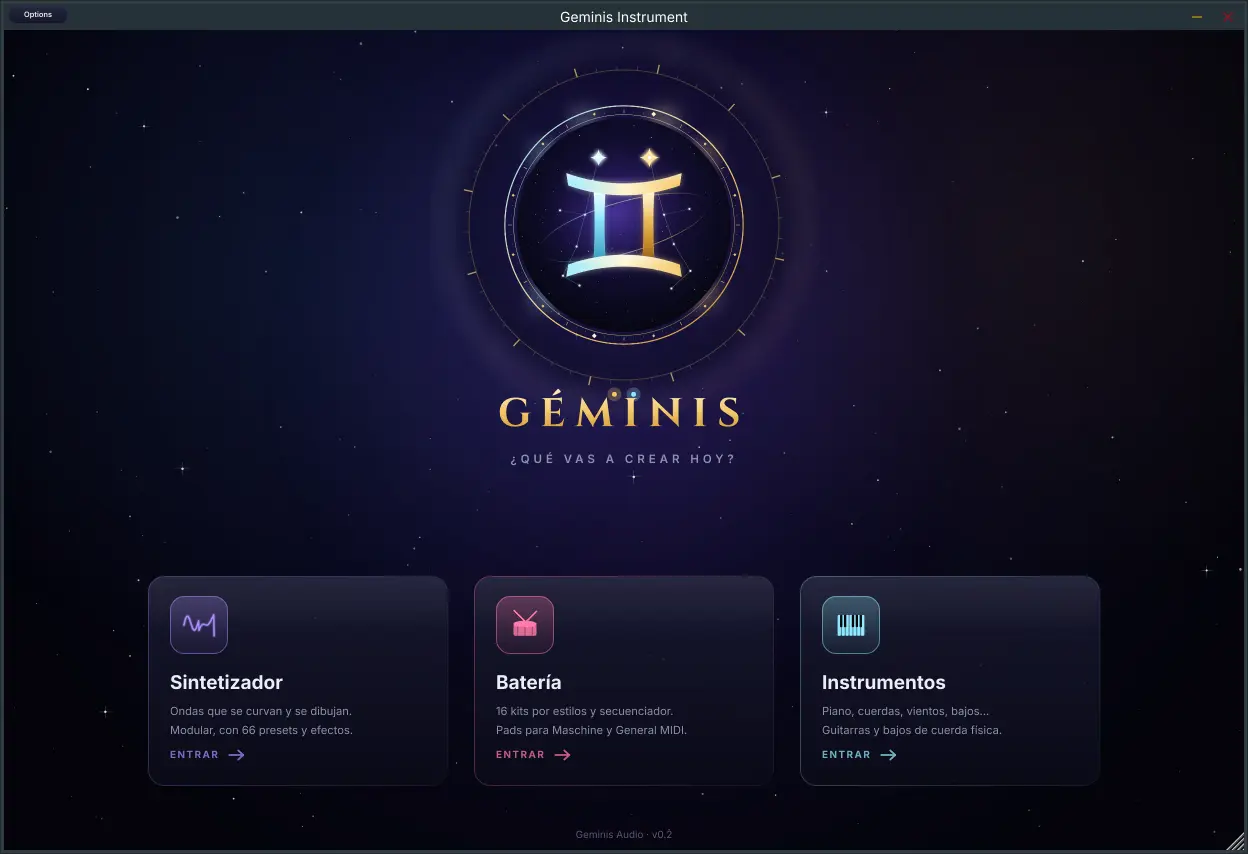 Options
Geminis Instrument
GÉMINIS
¿QUÉ VAS A CREAR HOY?
Sintetizador
Ondas que se curvan y se dibujan.
Modular, con 66 presets y efectos.
ENTRAR
Batería
16 kits por estilos y secuenciador.
Pads para Maschine y General MIDI.
ENTRAR
Instrumentos
Piano, cuerdas, vientos, bajos...
Guitarras y bajos de cuerda física.
ENTRAR
Geminis Audio · v0.2